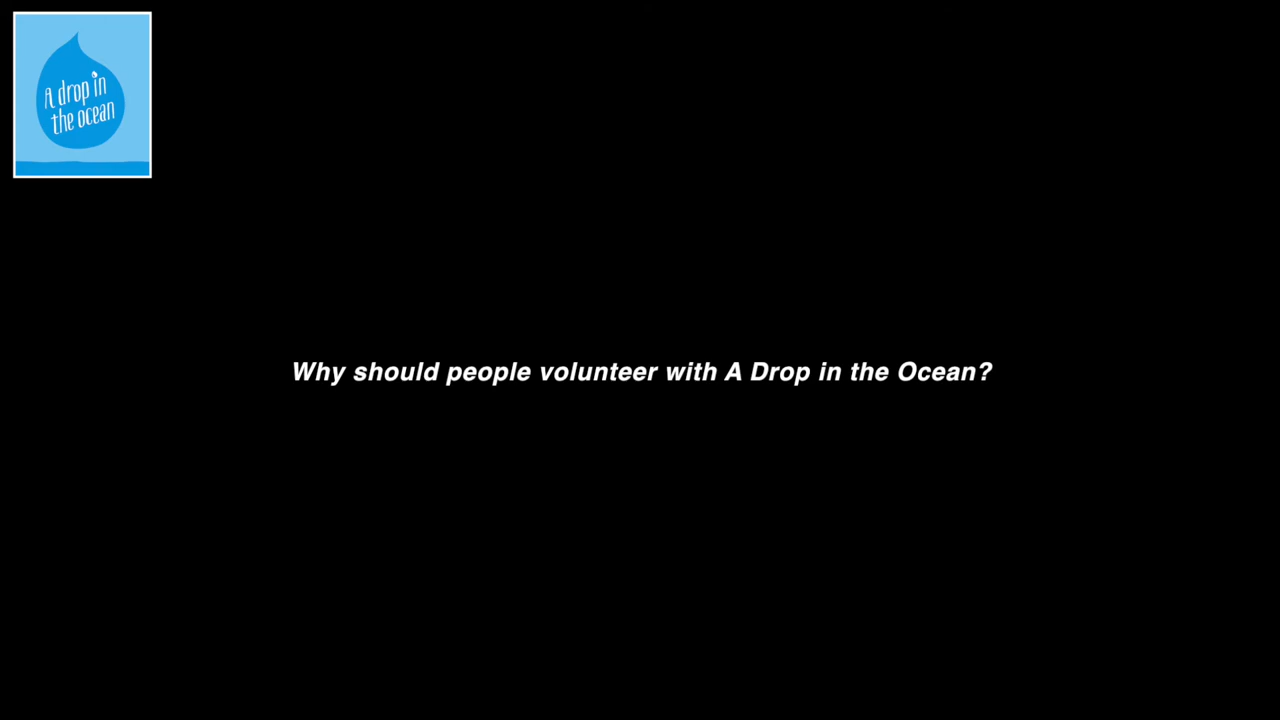 A drop in
the ocean
Why should people volunteer with A Drop in the Ocean?